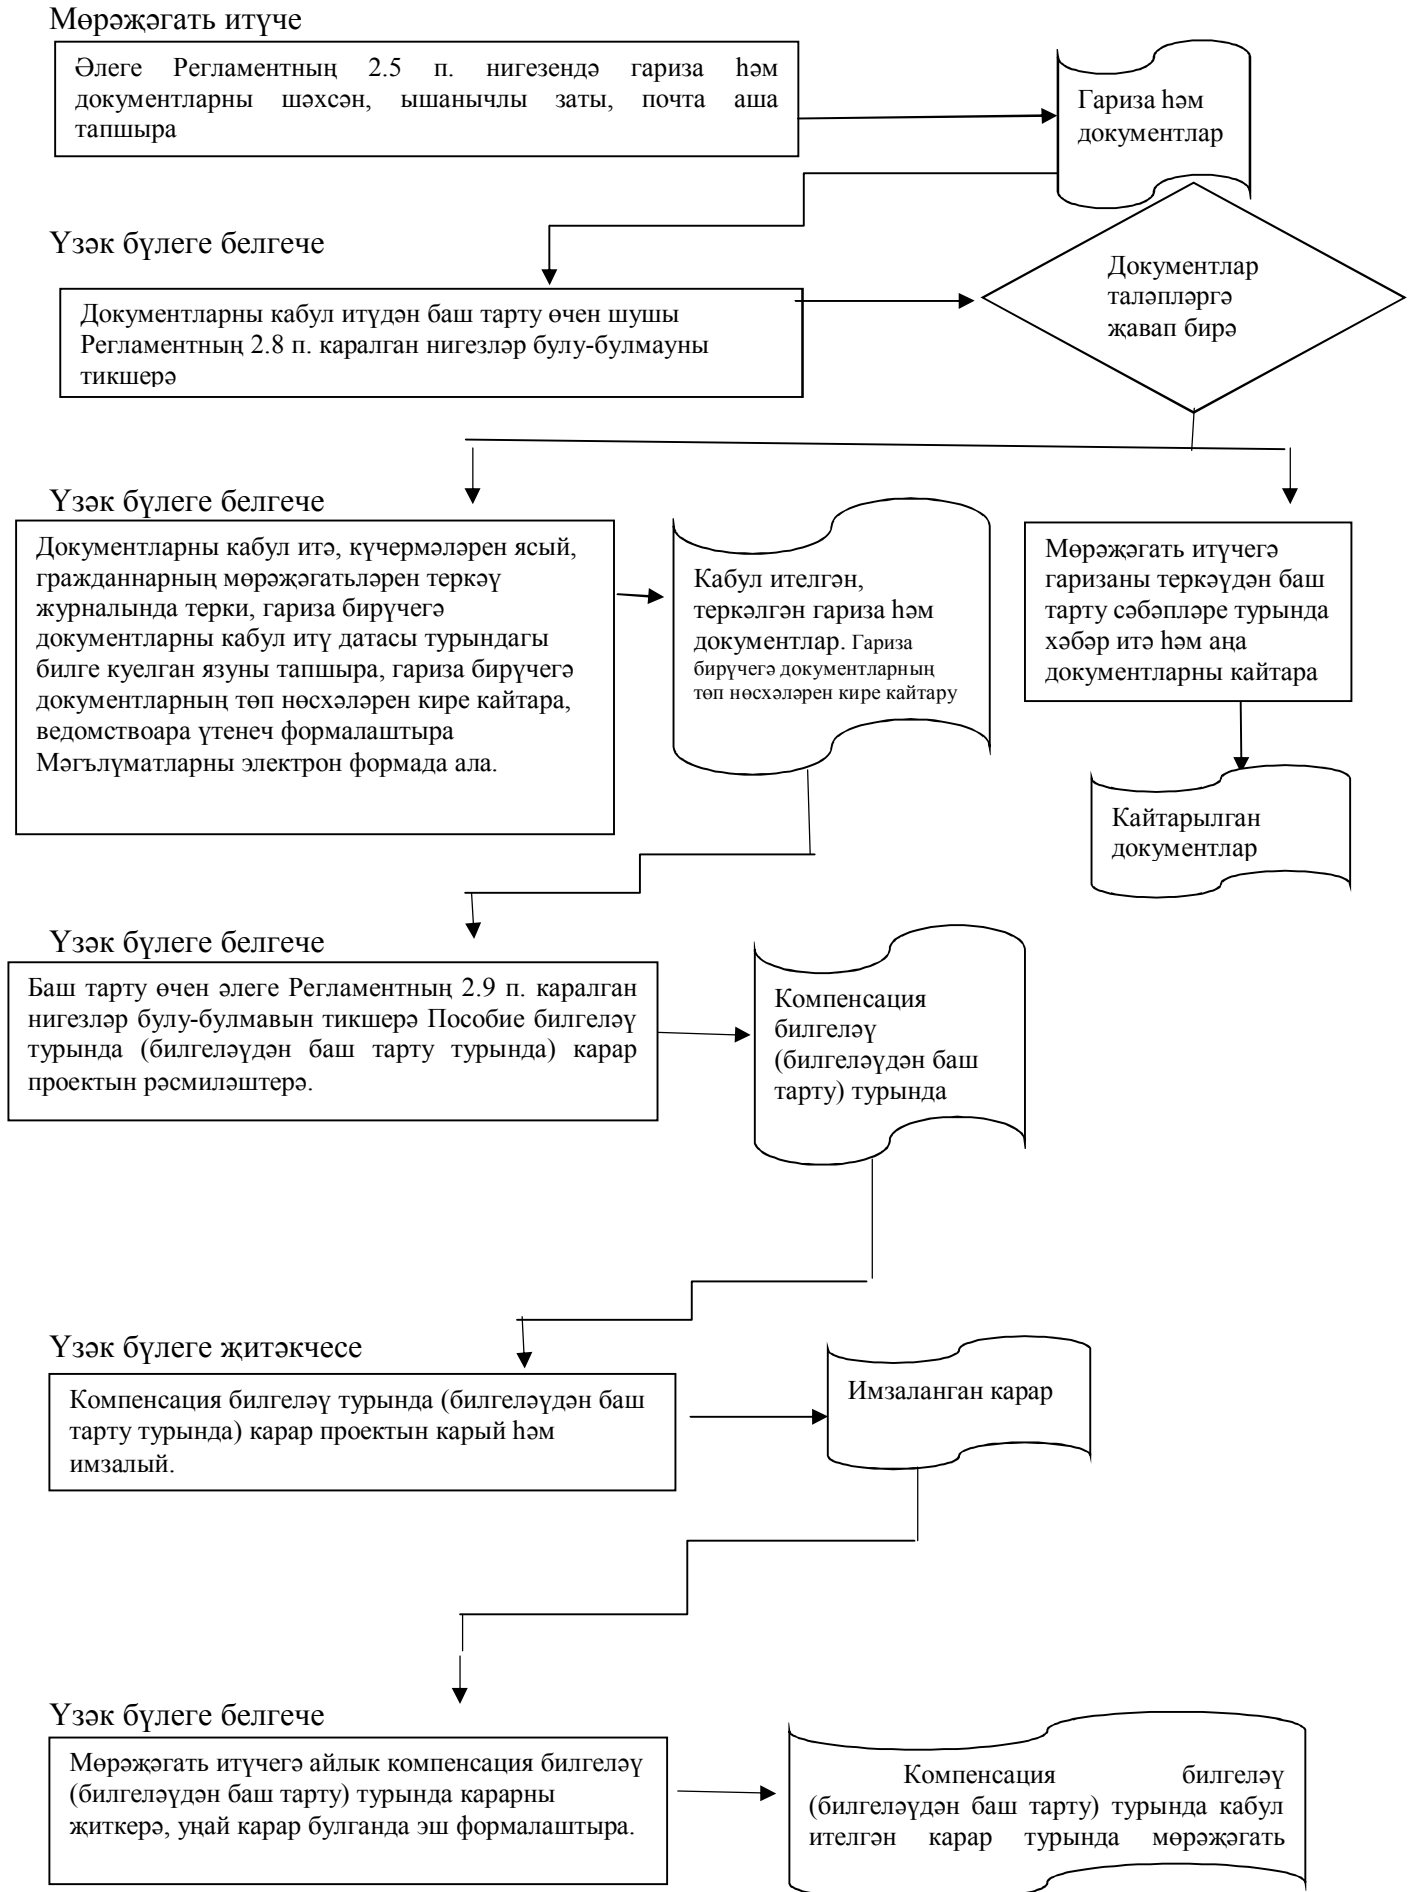 Мөрәҗәгать итүче
Әлеге Регламентның 2.5 п. нигезендә гариза һәм
документларны шәхсән, ышанычлы заты, почта аша
тапшыра
Гариза һәм
документлар
Үзәк бүлеге белгече
Документларны кабул итүдән баш тарту өчен шушы
Регламентның 2.8 п. каралган нигезләр булу-булмауны
тикшерә
Документлар
таләпләргә
җавап бирә
Үзәк бүлеге белгече
Документларны кабул итә, күчермәләрен ясый,
гражданнарның мөрәҗәгатьләрен теркәү
журналында терки, гариза бирүчегә
документларны кабул итү датасы турындагы
билге куелган язуны тапшыра, гариза бирүчегә
документларның төп нөсхәләрен кире кайтара,
ведомствоара үтенеч формалаштыра
Мәгълүматларны электрон формада ала.
Кабул ителгән,
теркәлгән гариза һәм
документлар. Гариза
бирүчегә документларның
төп нөсхәләрен кире кайтару
Мөрәҗәгать итүчегә
гаризаны теркәүдән баш
тарту сәбәпләре турында
хәбәр итә һәм аңа
документларны кайтара
Кайтарылган
документлар
Үзәк бүлеге белгече
Баш тарту өчен әлеге Регламентның 2.9 п. каралган
нигезләр булу-булмавын тикшерә Пособие билгеләү
турында (билгеләүдән баш тарту турында) карар
проектын рәсмиләштерә.
Компенсация
билгеләү
(билгеләүдән баш
тарту) турында
Үзәк бүлеге җитәкчесе
Компенсация билгеләү турында (билгеләүдән баш
тарту турында) карар проектын карый һәм
имзалый.
Имзаланган карар
Үзәк бүлеге белгече
Мөрәҗәгать итүчегә айлык компенсация билгеләү
(билгеләүдән баш тарту) турында карарны
җиткерә, уңай карар булганда эш формалаштыра.
Компенсация билгеләү
(билгеләүдән баш тарту) турында кабул
ителгән карар турында мөрәҗәгать